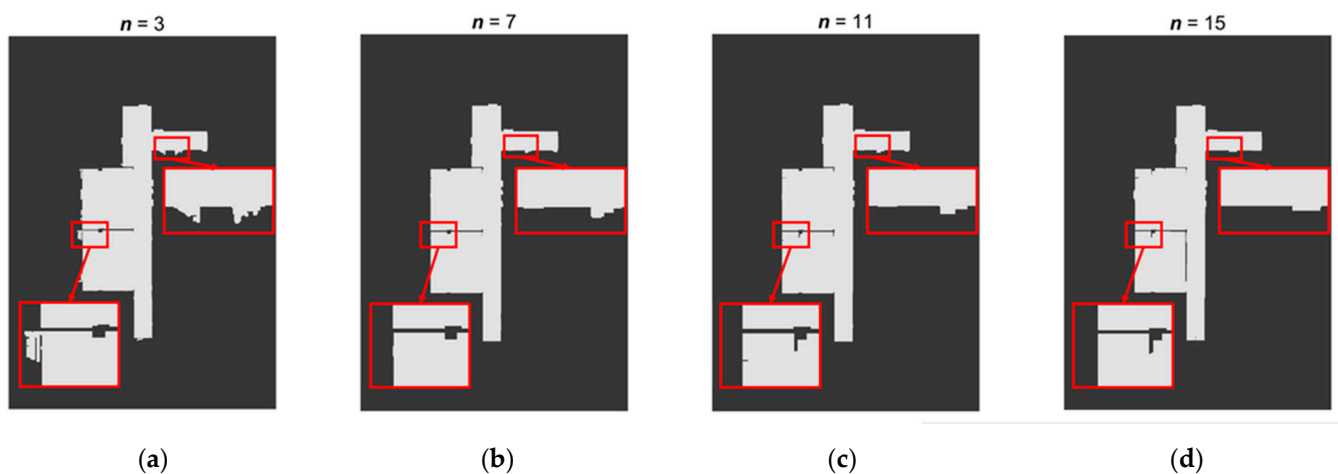 n = 3
n = 7
n = 11
n = 15
(a)
(b)
(c)
(d)